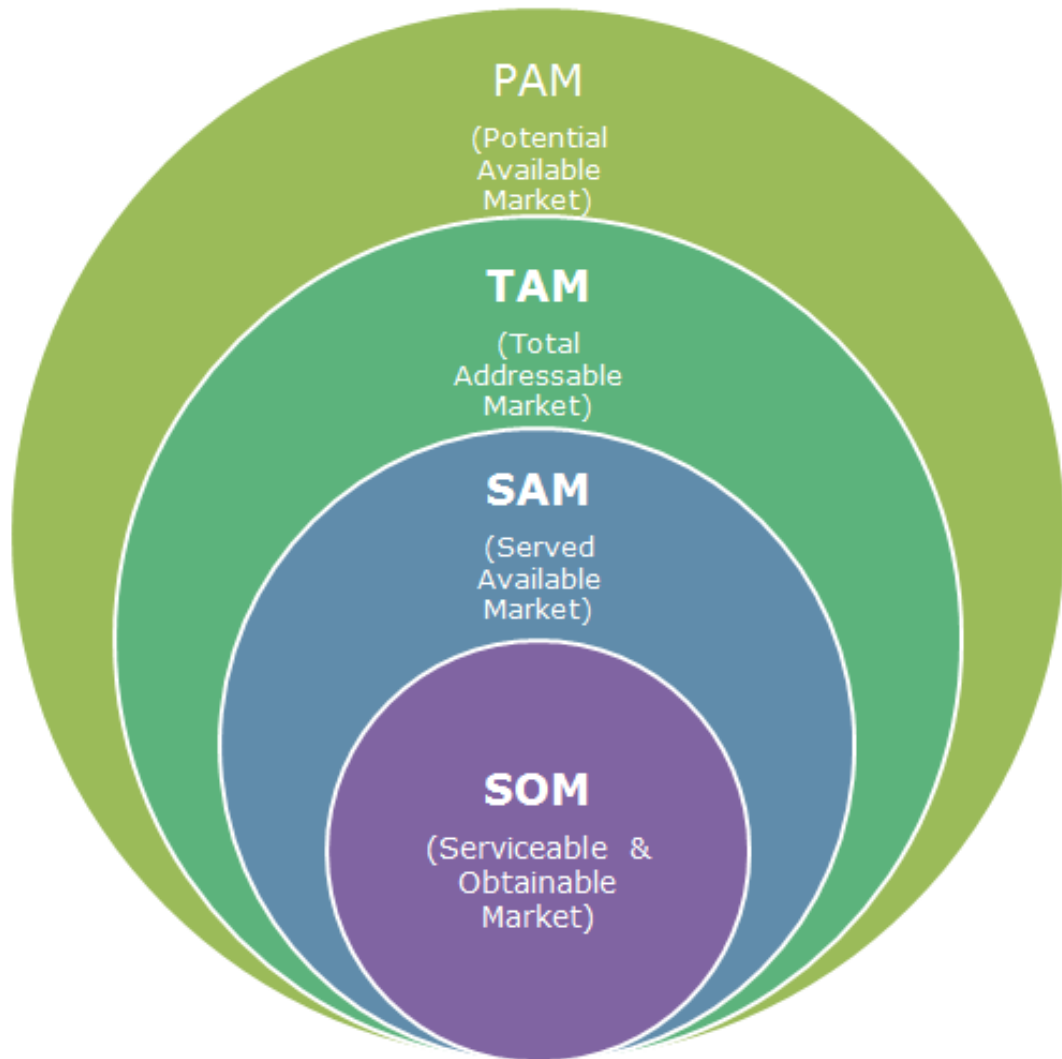 PAM
(Potential
Available
Market)
TAM
(Total
Addressable
Market)
SAM
(Served
Available
Market)
SOM
(Serviceable &
Obtainable
Market)